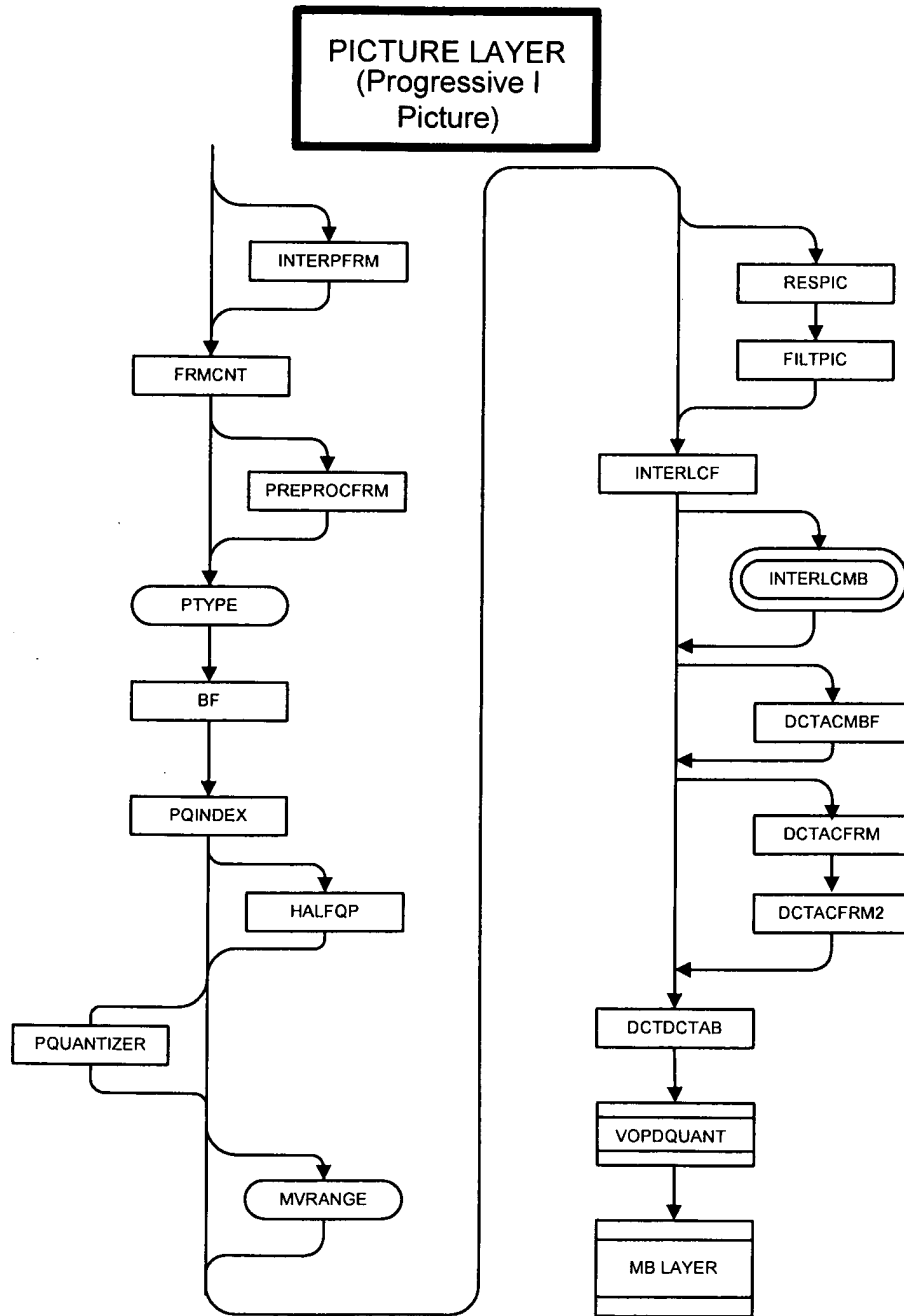 PICTURE LAYER
(Progressive I
Picture)
INTERPFRM
FRMCNT
PREPROCFRM
PTYPE
BF
PQINDEX
HALFQP
PQUANTIZER
MVRANGE
RESPIC
FILTPIC
INTERLCF
INTERLCMB
DCTACMBF
DCTACFRM
DCTACFRM2
DCTDCTAB
VOPDQUANT
MB LAYER